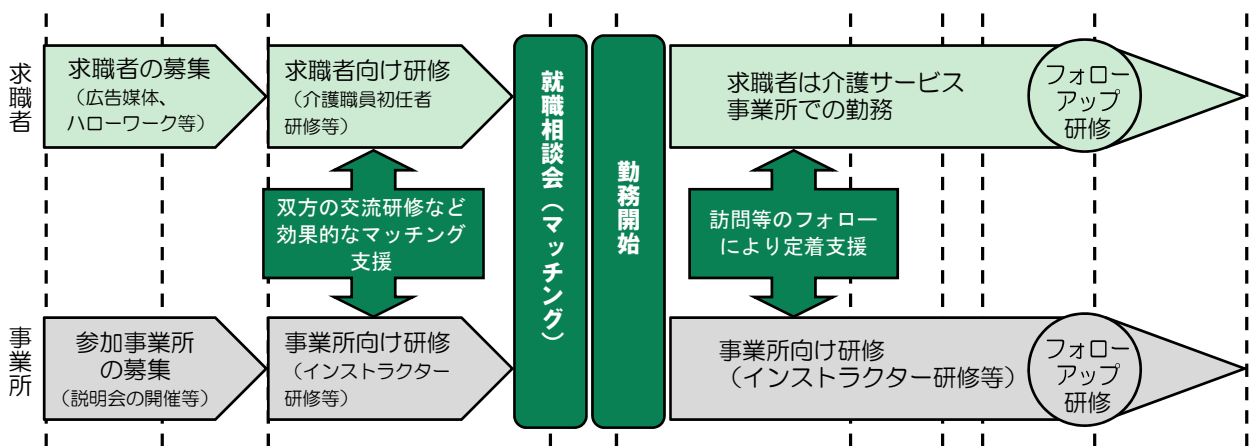 求職者
求職者の募集
（広告媒体、
ハローワーク等）
求職者向け研修
（介護職員初任者
研修等）
就職相談会（マッチング）
勤務開始
求職者は介護サービス
事業所での勤務
フォロー
アップ
研修
双方の交流研修など
効果的なマッチング
支援
訪問等のフォロー
により定着支援
事業所
参加事業所
の募集
（説明会の開催等）
事業所向け研修
（インストラクター
研修等）
事業所向け研修
（インストラクター研修等）
フォロー
アップ
研修